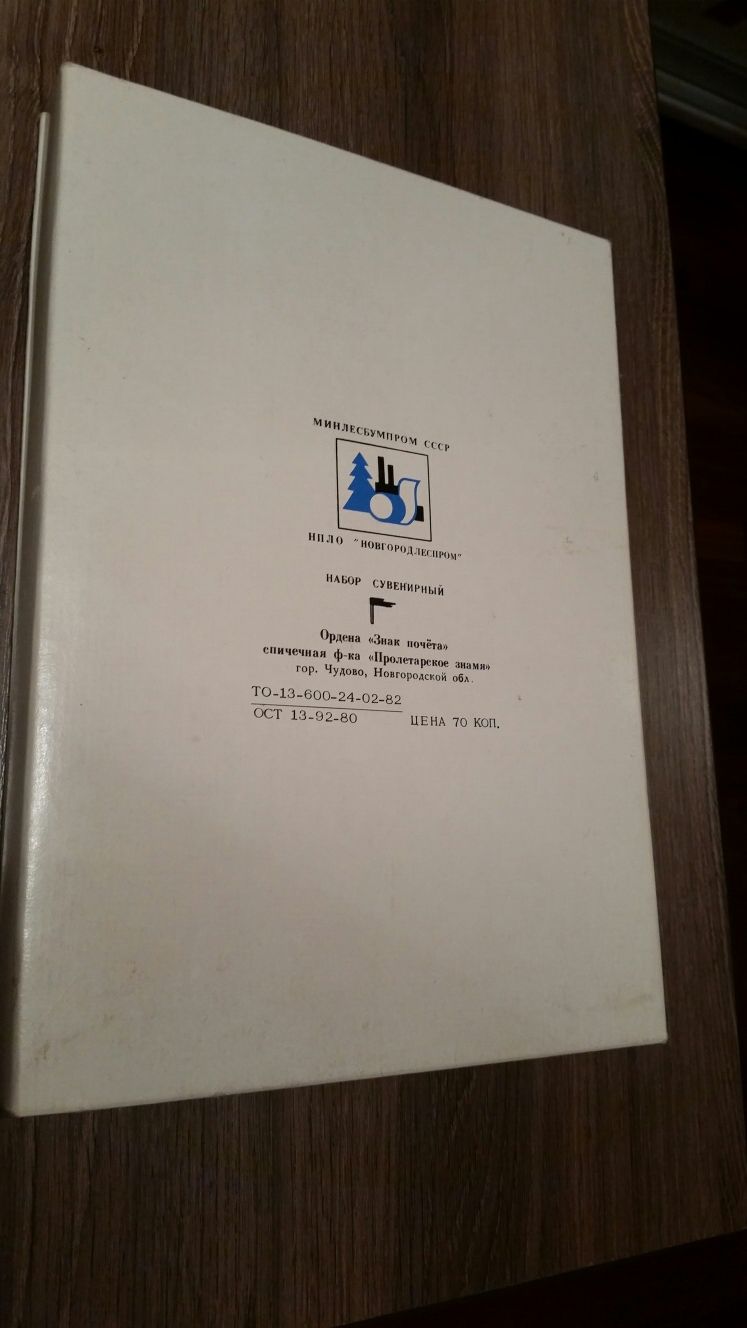 МИНЛЕСБУМПРОМ СССР
НПЛО "НОВГОРОДЛЕСПРОМ"
НАБОР СУВЕНИРНЫЙ
Ордена «Знак почёта»
спичечная ф-ка «Пролетарское знамя»
гор. Чудово, Новгородской обл.
ТО-13-600-24-02-82
ОСТ 13-92-80 ЦЕНА 70 КОП.